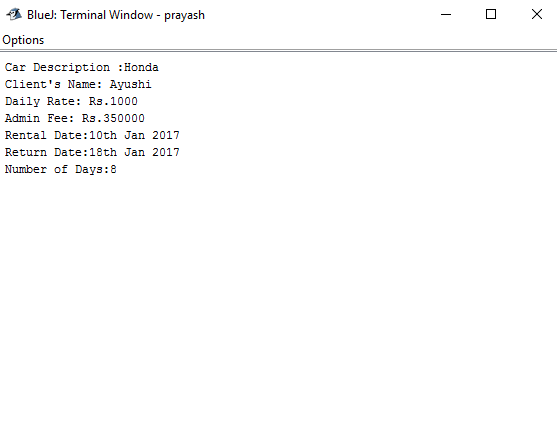 BlueJ: Terminal Window - prayash
Options
Car Description :Honda
Client's Name: Ayushi
Daily Rate: Rs.1000
Admin Fee: Rs.350000
Rental Date:10th Jan 2017
Return Date:18th Jan 2017
Number of Days:8